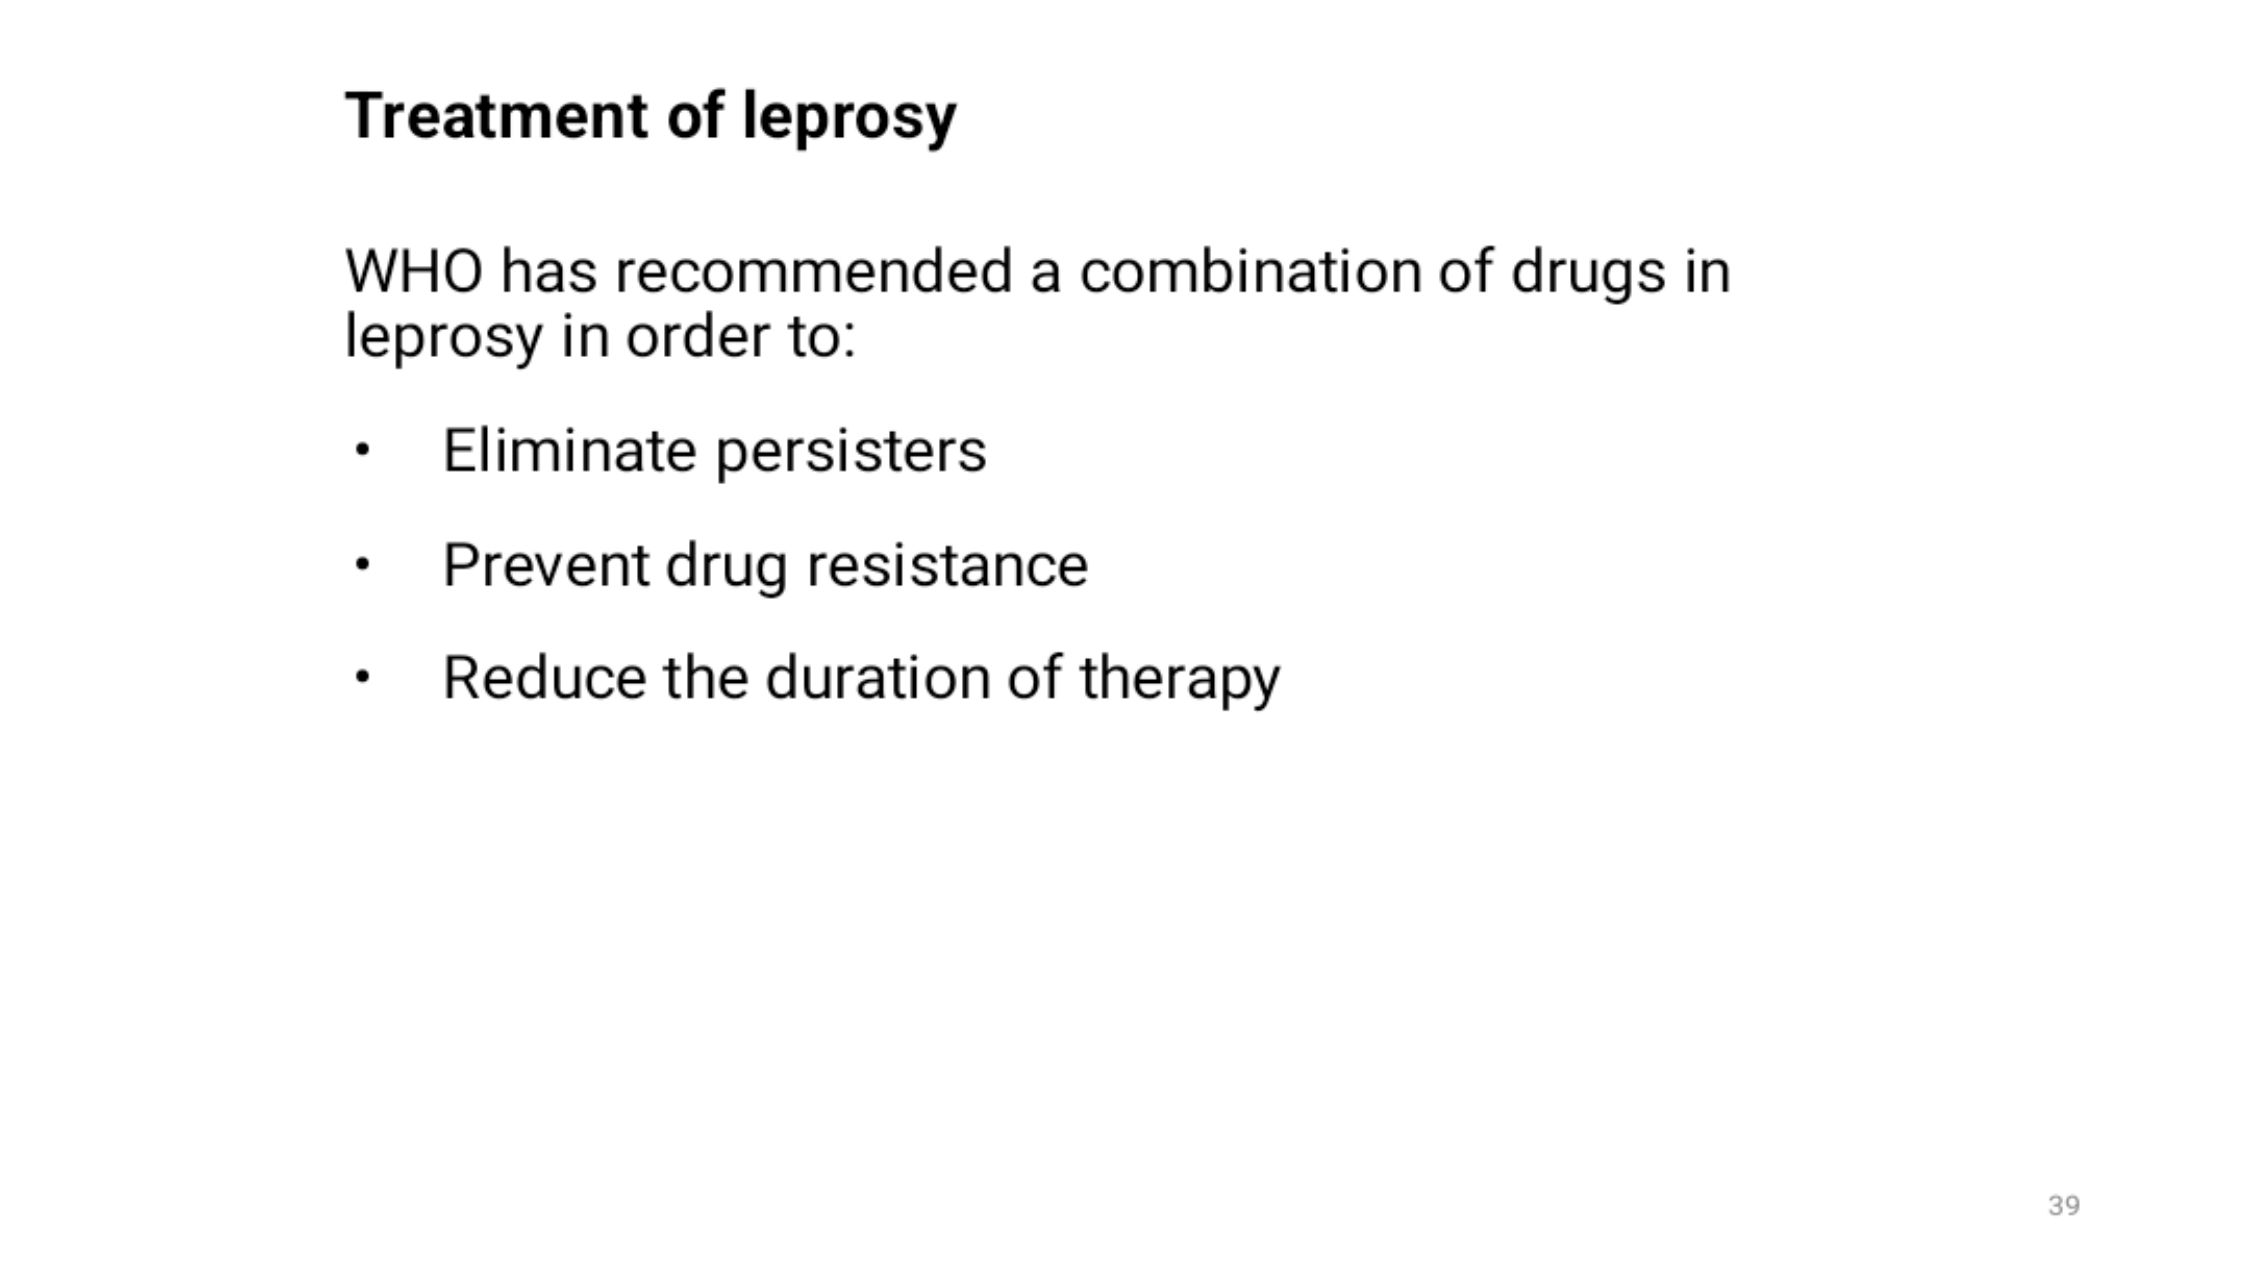 Treatment of leprosy
WHO has recommended a combination of drugs in
leprosy in order to:
• Eliminate persisters
• Prevent drug resistance
• Reduce the duration of therapy
39